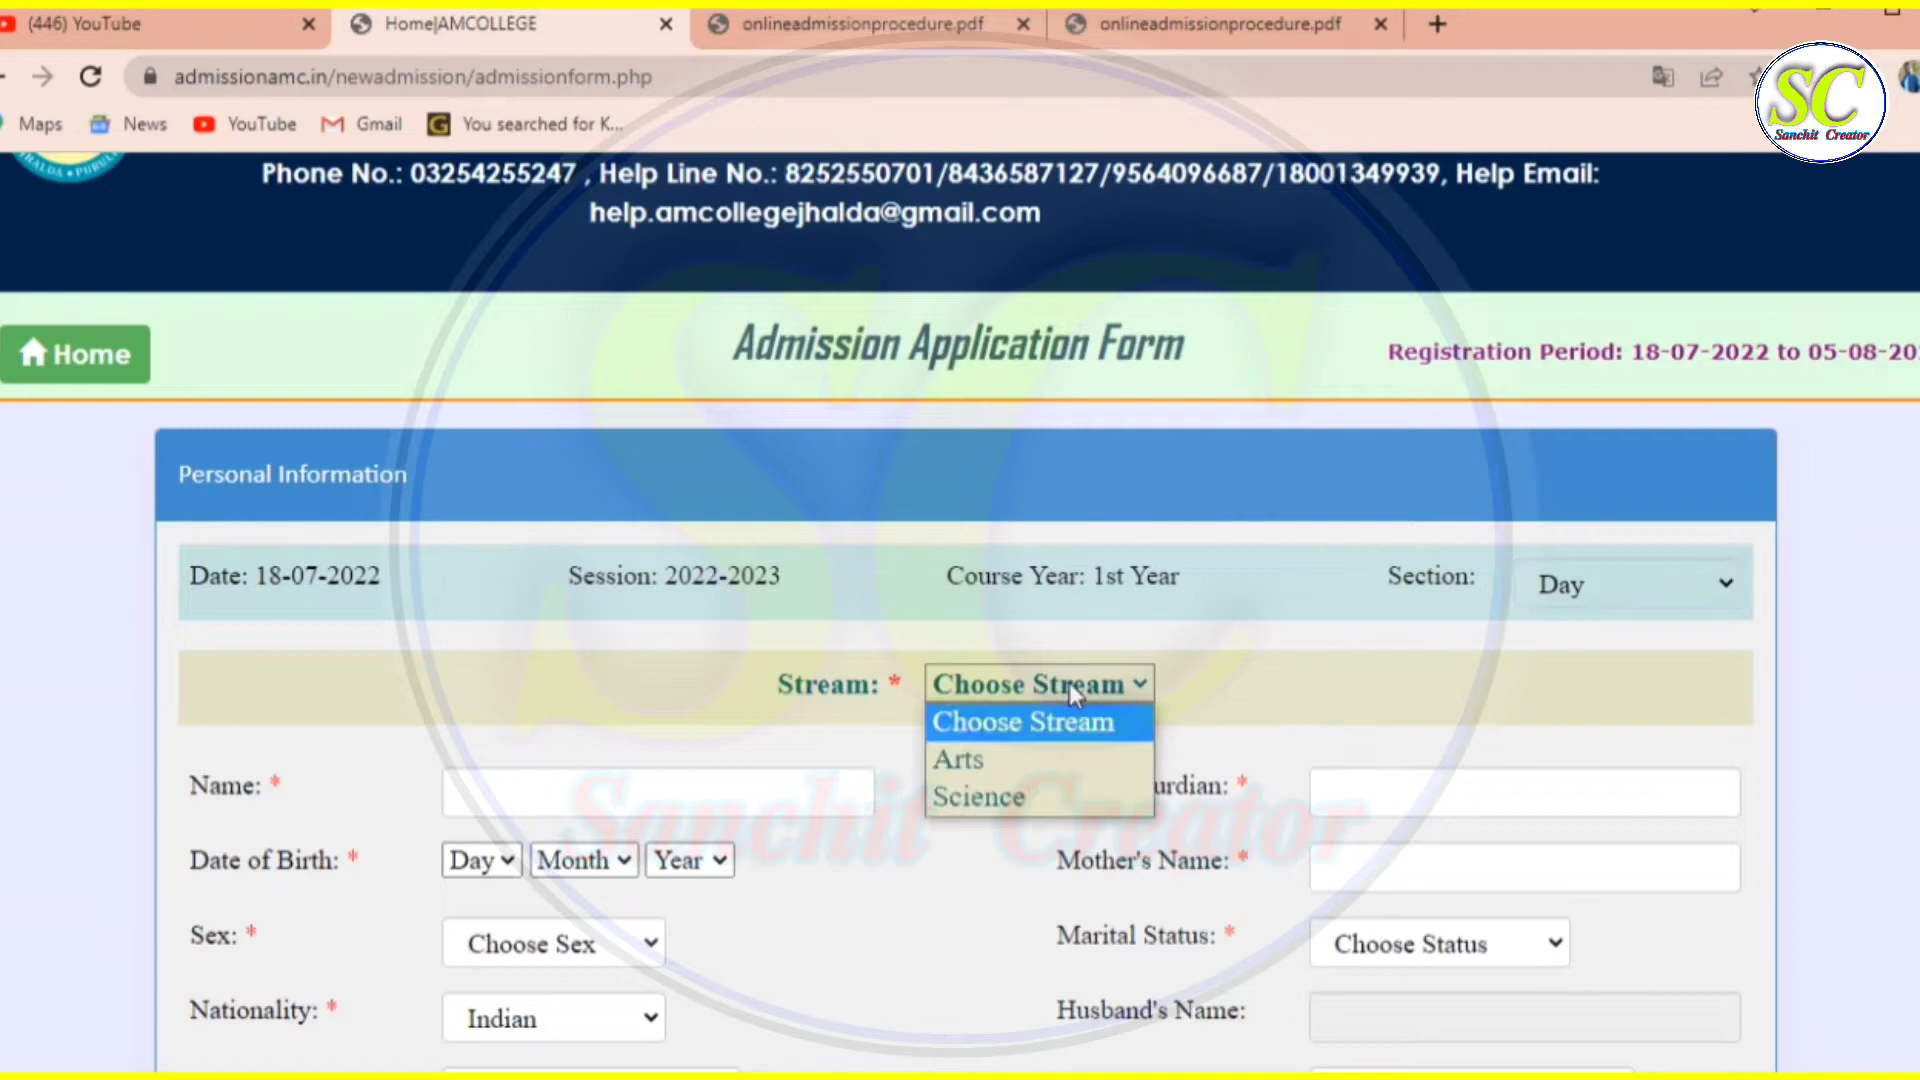 (446) YouTube
Home|AMCOLLEGE
onlineadmissionprocedure.pdf
onlineadmissionprocedure.pdf
admissionamc.in/newadmission/admissionform.php
SC
Sanchit Creator
Maps
News
YouTube
Gmail
You searched for K...
Phone No.: 03254255247 , Help Line No.: 8252550701/8436587127/9564096687/18001349939, Help Email:
help.amcollegejhalda@gmail.com
Home
Admission Application Form
Registration Period: 18-07-2022 to 05-08-20
Personal Information
Date: 18-07-2022
Session: 2022-2023
Course Year: 1st Year
Section:
Day
Stream: *
Choose Stream
Choose Stream
Arts
Science
Name: *
urdian: *
Date of Birth: *
Day
Month
Year
Mother's Name: *
Sex: *
Choose Sex
Marital Status: *
Choose Status
Nationality: *
Indian
Husband's Name:
SC
Sanchit Creator